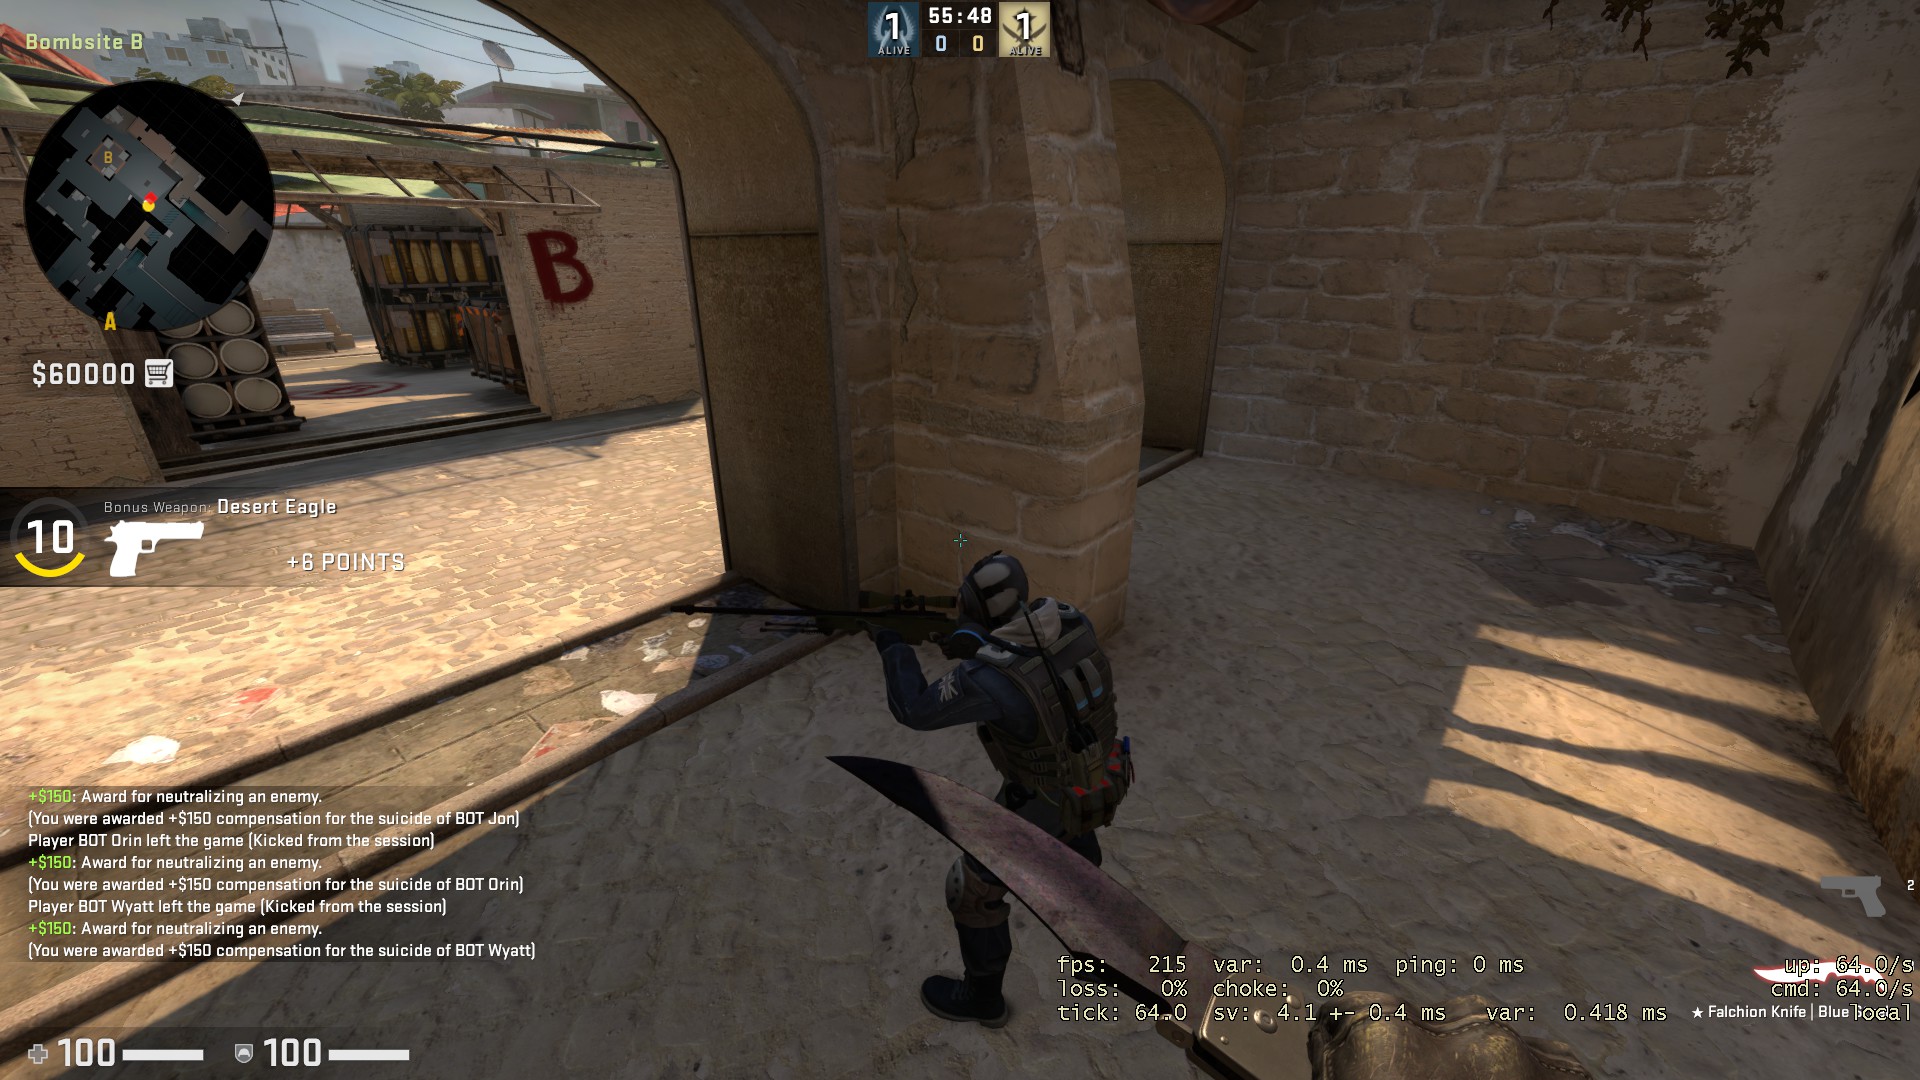 1 55:48 1
ALIVE 0 0 ALIVE
Bombsite B
B
A
$60000
B
Bonus Weapon: Desert Eagle
10
+6 POINTS
+$150: Award for neutralizing an enemy.
(You were awarded +$150 compensation for the suicide of BOT Jon)
Player BOT Orin left the game (Kicked from the session)
+$150: Award for neutralizing an enemy.
(You were awarded +$150 compensation for the suicide of BOT Orin)
Player BOT Wyatt left the game (Kicked from the session)
+$150: Award for neutralizing an enemy.
(You were awarded +$150 compensation for the suicide of BOT Wyatt)
2
fps: 215 var: 0.4 ms ping: 0 ms up: 64.0/s
loss: 0% choke: 0% cmd: 64.0/s
tick: 64.0 sv: 4.1 +- 0.4 ms var: 0.418 ms local
★ Falchion Knife | Blue
100 100